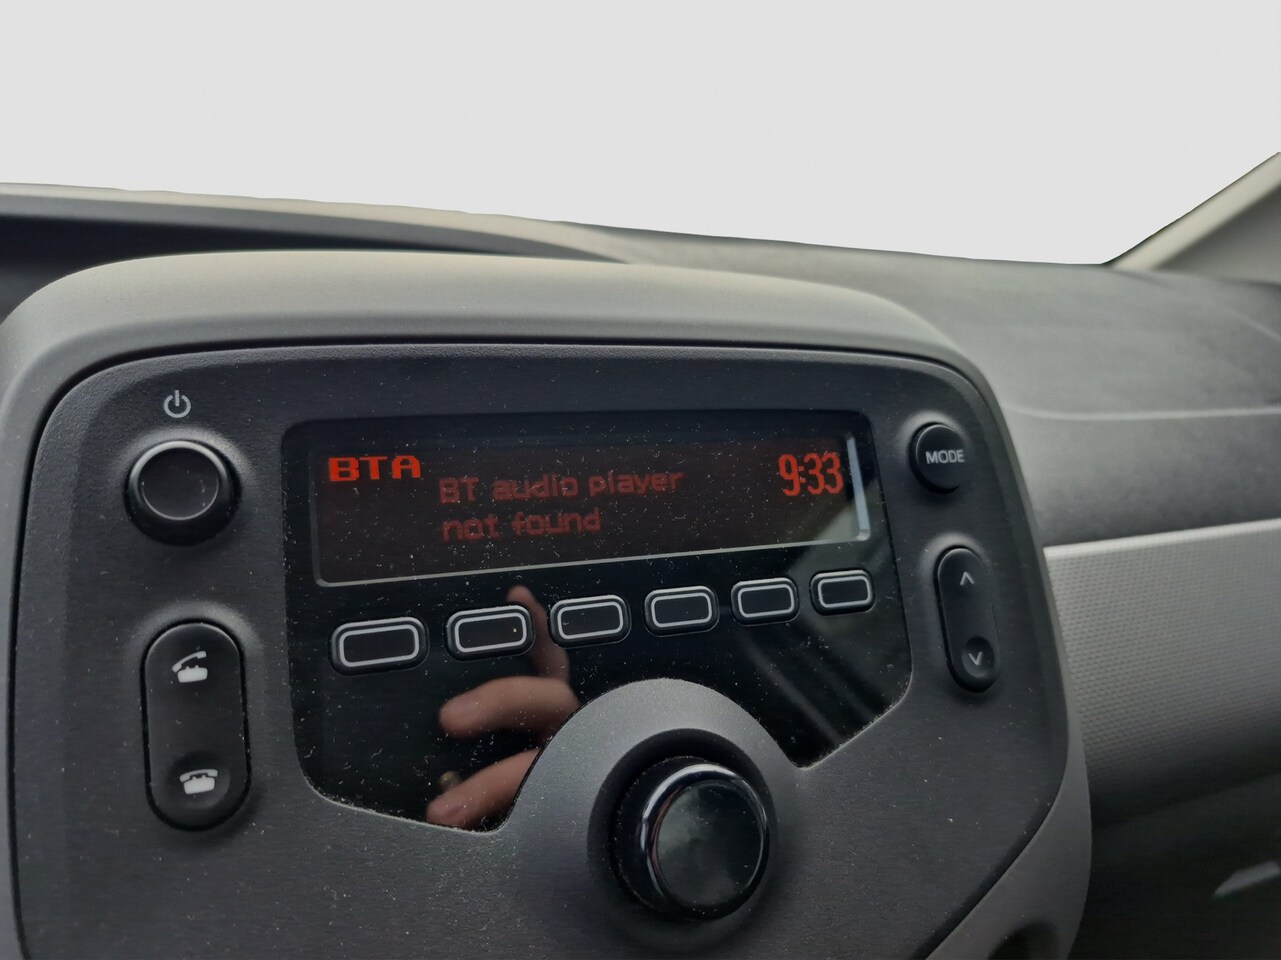 BTA
BT audio player
not found
9:33
MODE